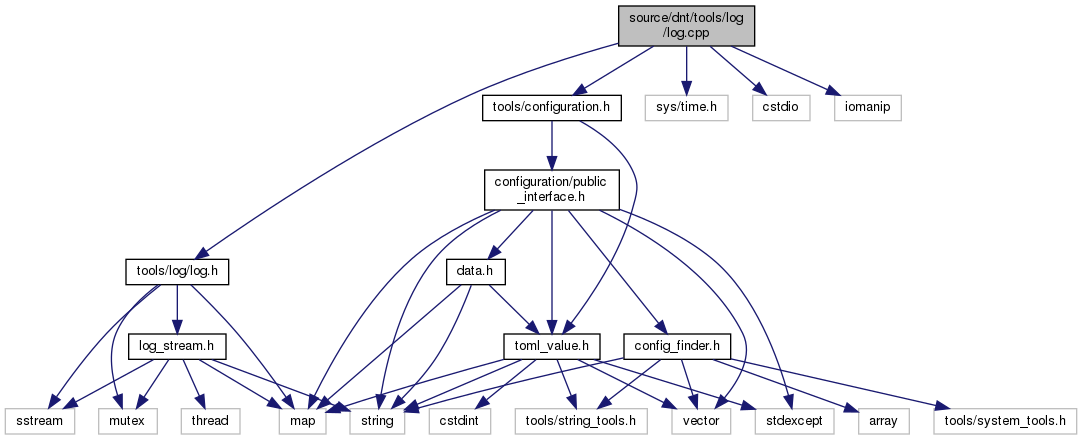 source/dnt/tools/log
/log.cpp
tools/configuration.h
sys/time.h
cstdio
iomanip
configuration/public
_interface.h
tools/log/log.h
data.h
log_stream.h
toml_value.h
config_finder.h
sstream
mutex
thread
map
string
cstdint
tools/string_tools.h
vector
stdexcept
array
tools/system_tools.h